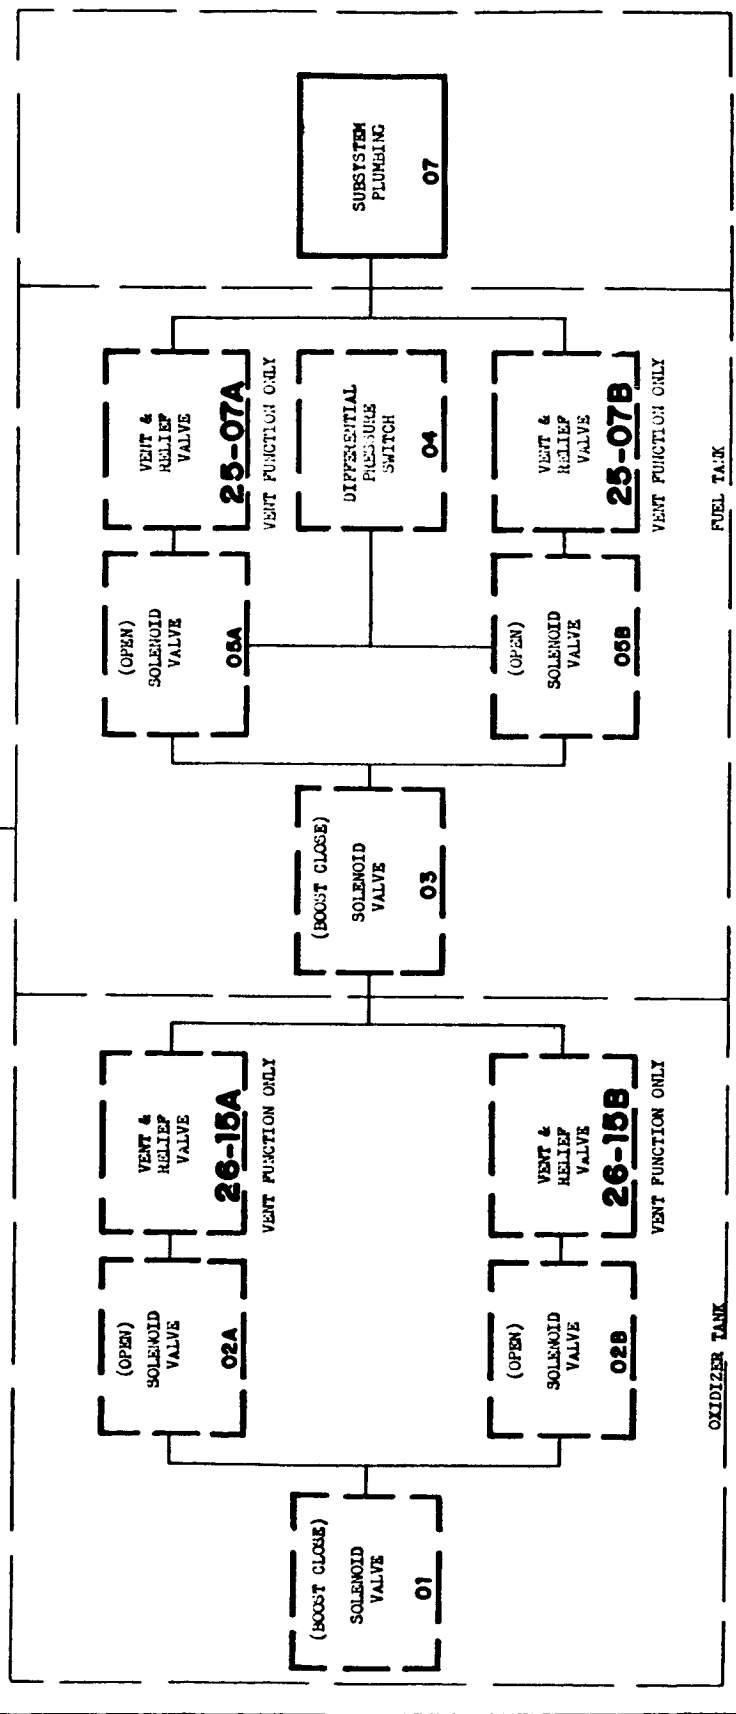 (BOOST CLOSE)
SOLENOID
VALVE
01
(OPEN)
SOLENOID
VALVE
02A
VENT &
RELIEF
VALVE
26-15A
VENT FUNCTION ONLY
(OPEN)
SOLENOID
VALVE
02B
VENT &
RELIEF
VALVE
26-15B
VENT FUNCTION ONLY
OXIDIZER TANK
(BOOST CLOSE)
SOLENOID
VALVE
03
(OPEN)
SOLENOID
VALVE
05A
VENT &
RELIEF
VALVE
25-07A
VENT FUNCTION ONLY
DIFFERENTIAL
PRESSURE
SWITCH
04
(OPEN)
SOLENOID
VALVE
05B
VENT &
RELIEF
VALVE
25-07B
VENT FUNCTION ONLY
FUEL TANK
SUBSYSTEM
PLUMBING
07